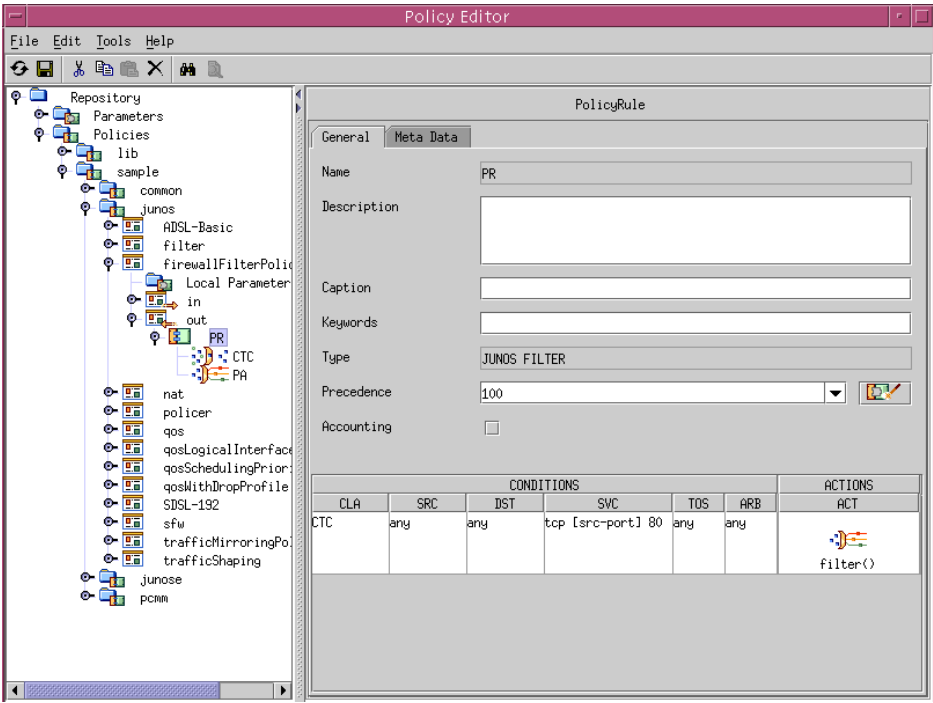 Policy Editor
File Edit Tools Help
Repository
Parameters
Policies
lib
sample
common
junos
ADSL-Basic
filter
firewallFilterPolic
Local Parameter
in
out
PR
CTC
PA
nat
policer
qos
qosLogicalInterface
qosSchedulingPriori
qosWithDropProfile
SDSL-192
sfw
trafficMirroringPol
trafficShaping
junose
pcmm
PolicyRule
General Meta Data
Name PR
Description
Caption
Keywords
Type JUNOS FILTER
Precedence 100
Accounting
CONDITIONS ACTIONS
CLA SRC DST SVC TOS ARB ACT
CTC any any tcp [src-port] 80 any any
filter()